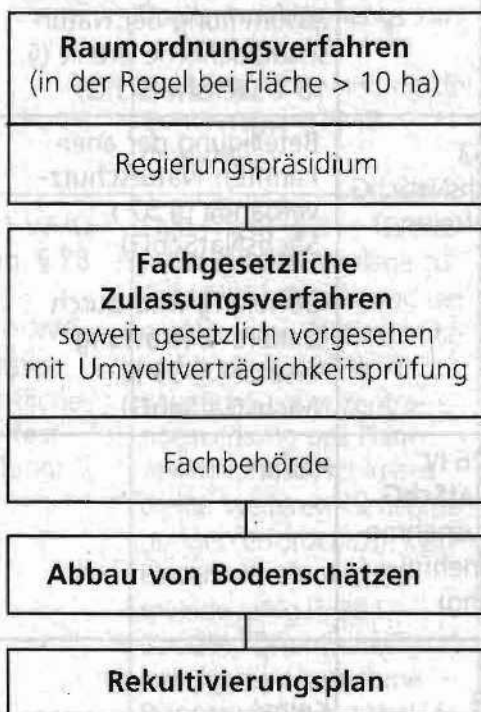 Raumordnungsverfahren
(in der Regel bei Fläche > 10 ha)
Regierungspräsidium
Fachgesetzliche
Zulassungsverfahren
soweit gesetzlich vorgesehen
mit Umweltverträglichkeitsprüfung
Fachbehörde
Abbau von Bodenschätzen
Rekultivierungsplan